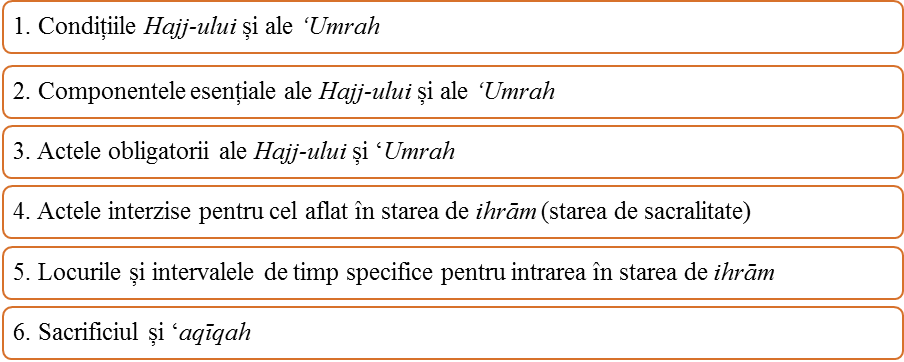 1. Condițiile Hajj-ului și ale ‘Umrah
2. Componentele esențiale ale Hajj-ului și ale ‘Umrah
3. Actele obligatorii ale Hajj-ului și ‘Umrah
4. Actele interzise pentru cel aflat în starea de ihrām (starea de sacralitate)
5. Locurile și intervalele de timp specifice pentru intrarea în starea de ihrām
6. Sacrificiul și ‘aqīqah